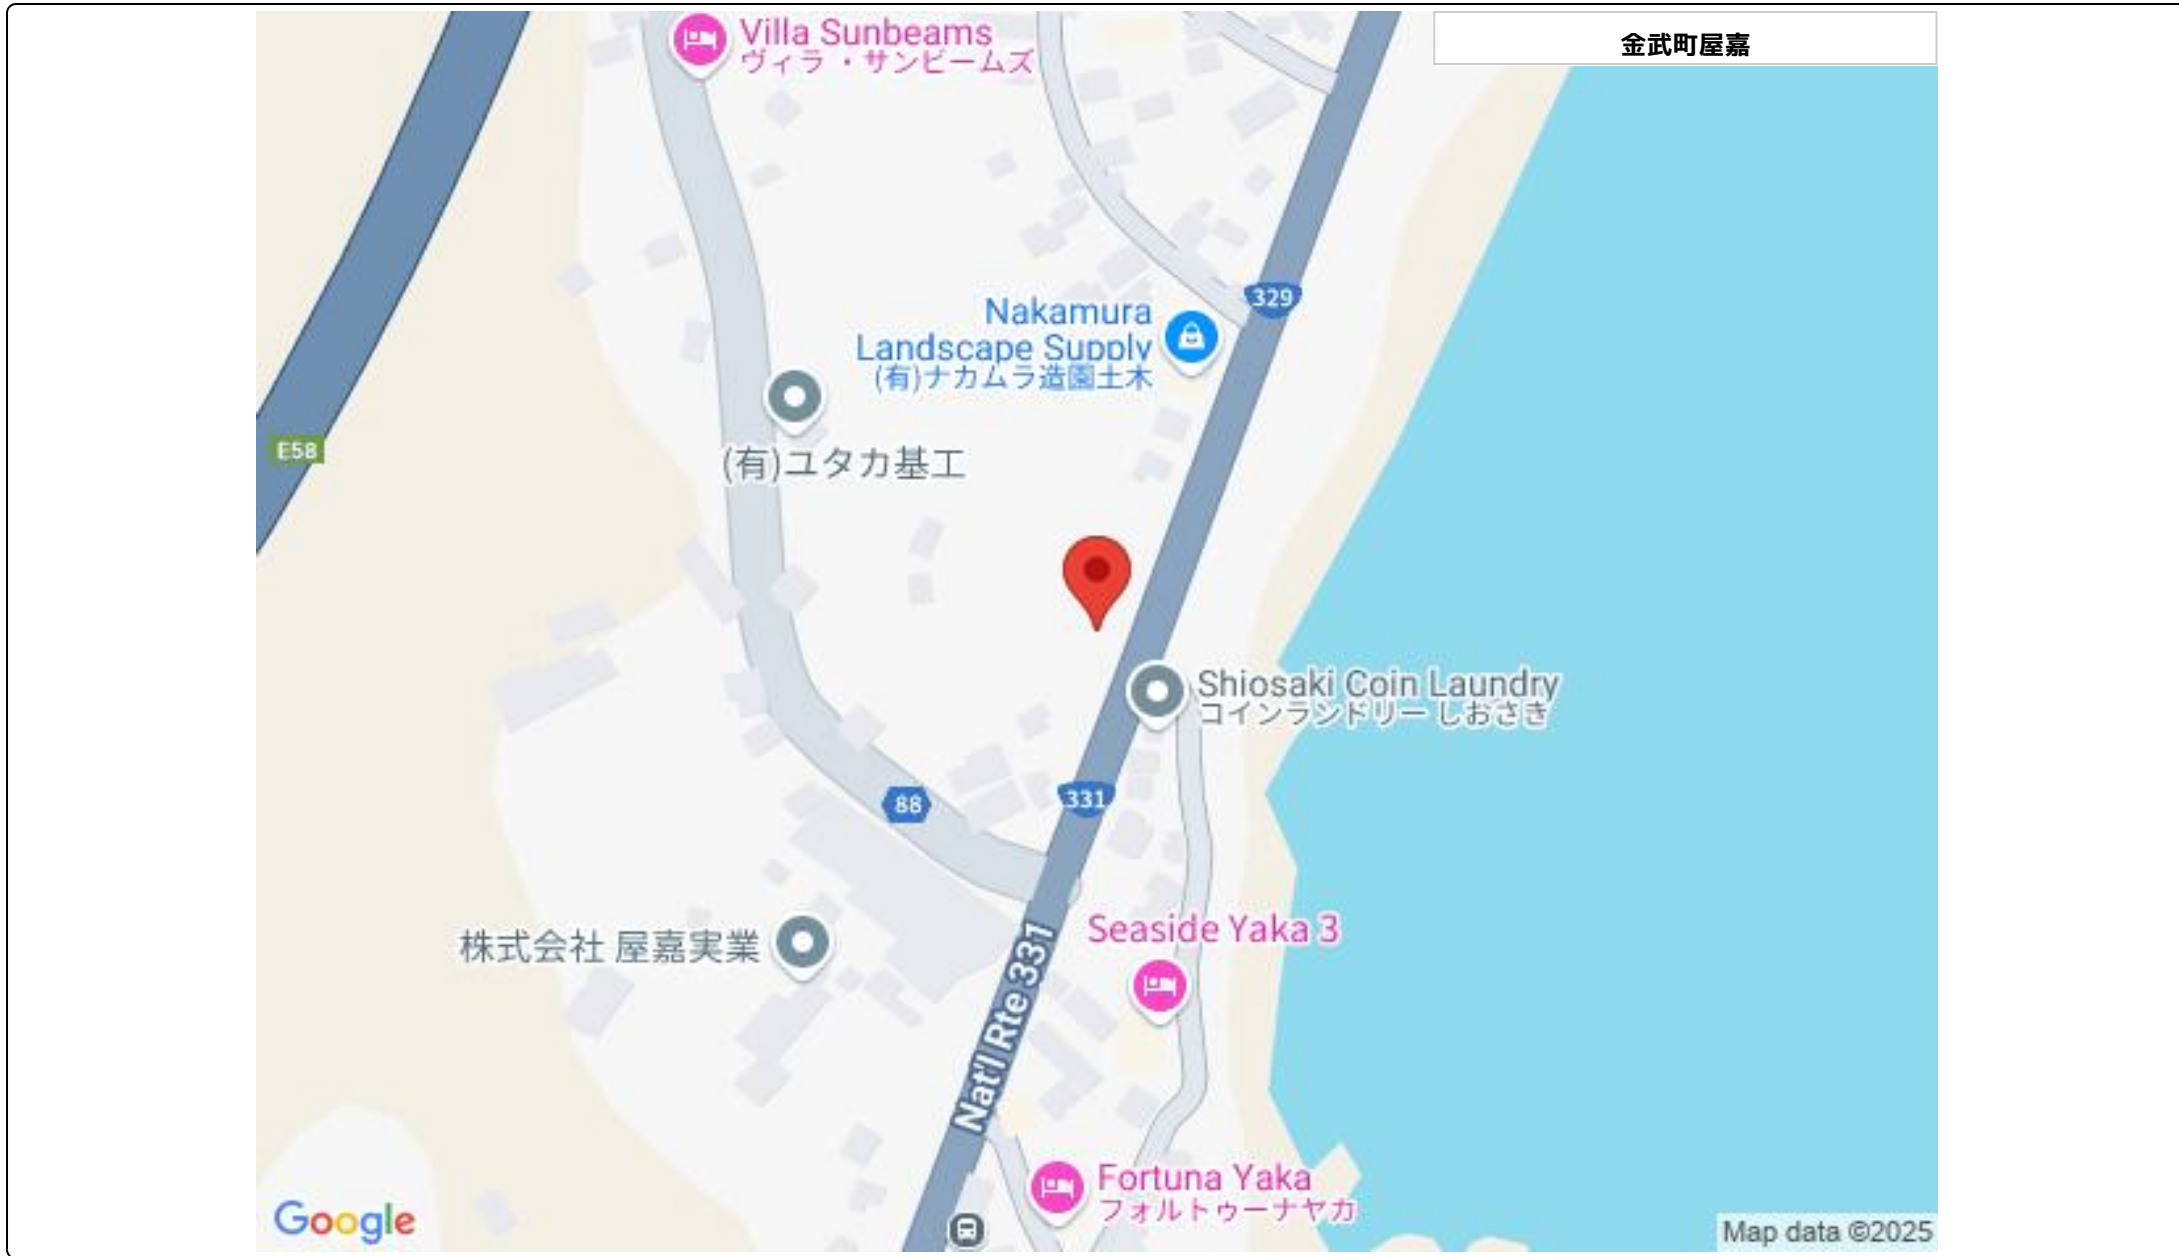 Villa Sunbeams
ヴィラ・サンビームズ
金武町屋嘉
329
Nakamura
Landscape Supply
(有)ナカムラ造園土木
E58
(有)ユタカ基工
Shiosaki Coin Laundry
コインランドリー しおさき
88
331
Seaside Yaka 3
株式会社 屋嘉実業
Nat'l Rte 331
Fortuna Yaka
フォルトゥーナヤカ
Google
Map data ©2025